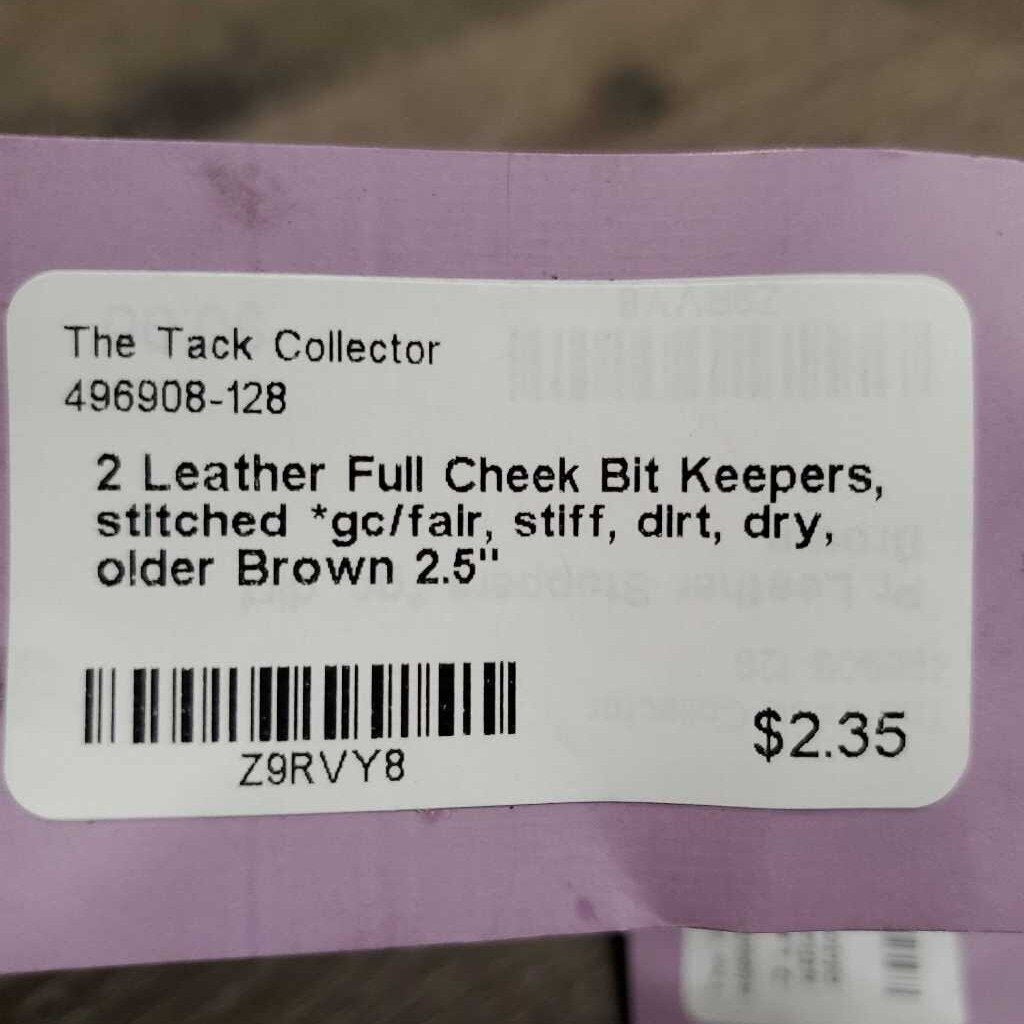 The Tack Collector
496908-128
2 Leather Full Cheek Bit Keepers,
stitched *gc/fair, stiff, dirt, dry,
older Brown 2.5"
Z9RVY8
$2.35